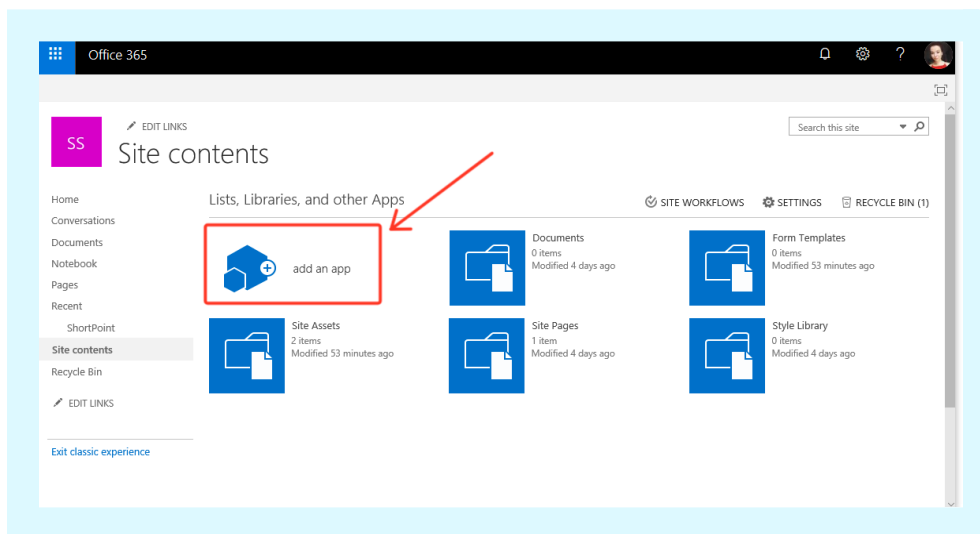 Office 365
?
EDIT LINKS
Search this site
SS
Site contents
Home
Conversations
Documents
Notebook
Pages
Recent
ShortPoint
Site contents
Recycle Bin
EDIT LINKS
Exit classic experience
Lists, Libraries, and other Apps
SITE WORKFLOWS SETTINGS RECYCLE BIN (1)
add an app
Documents
0 items
Modified 4 days ago
Form Templates
0 items
Modified 53 minutes ago
Site Assets
2 items
Modified 53 minutes ago
Site Pages
1 item
Modified 4 days ago
Style Library
0 items
Modified 4 days ago